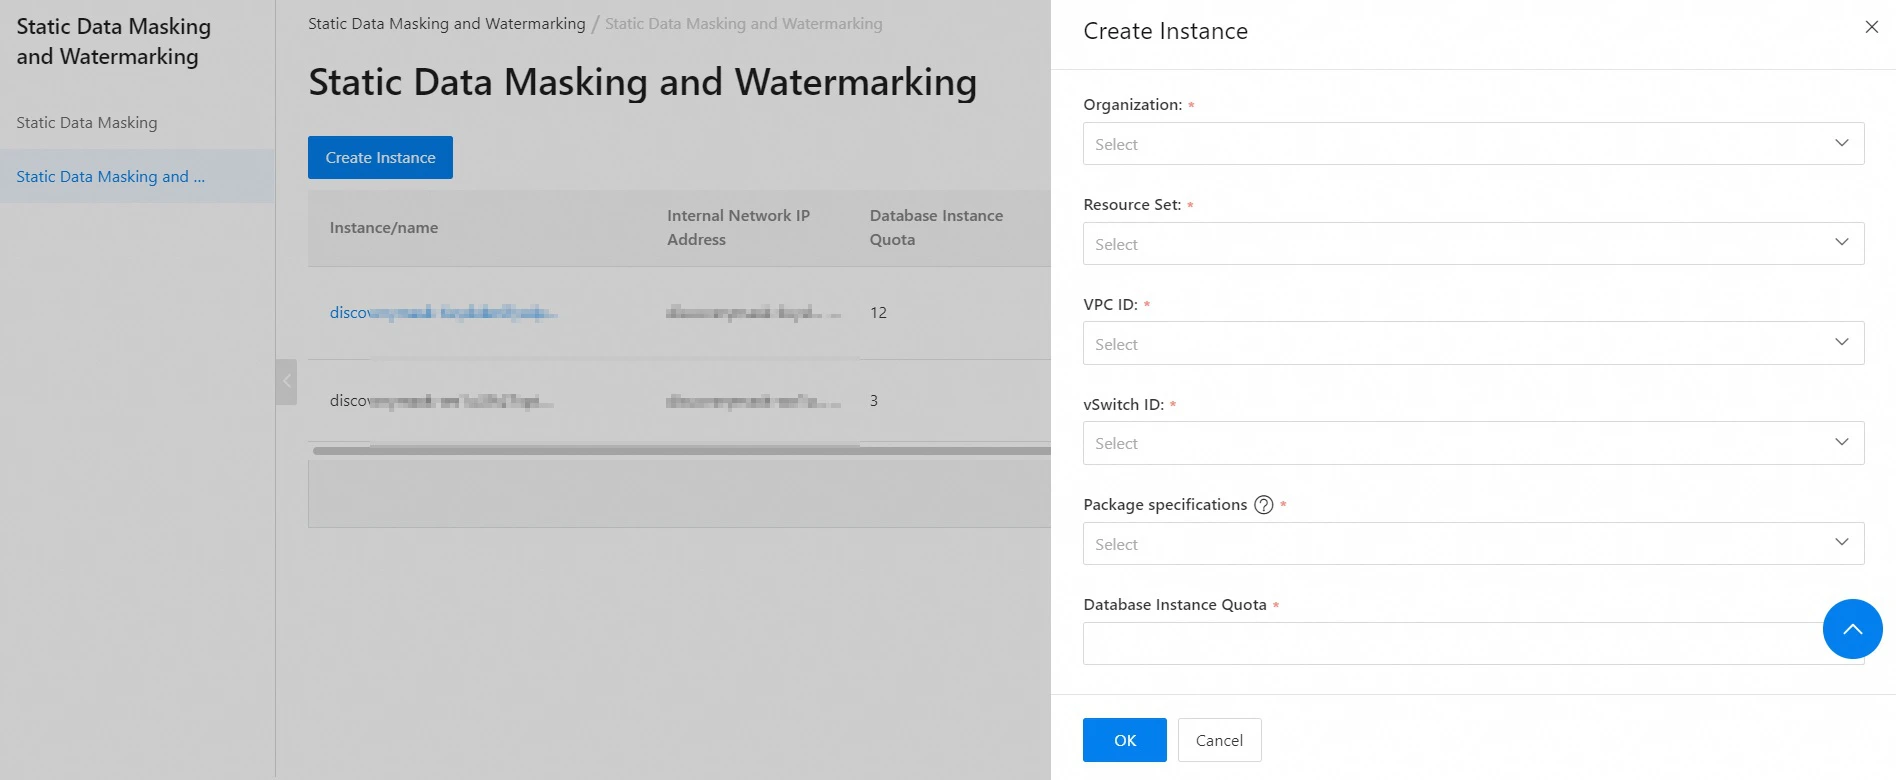 Static Data Masking
and Watermarking
Static Data Masking
Static Data Masking and ...
Static Data Masking and Watermarking / Static Data Masking and Watermarking
Static Data Masking and Watermarking
Create Instance
Instance/name
Internal Network IP
Address
Database Instance
Quota
12
3
Create Instance
Organization: *
Select
Resource Set: *
Select
VPC ID: *
Select
vSwitch ID: *
Select
Package specifications ? *
Select
Database Instance Quota *
OK
Cancel